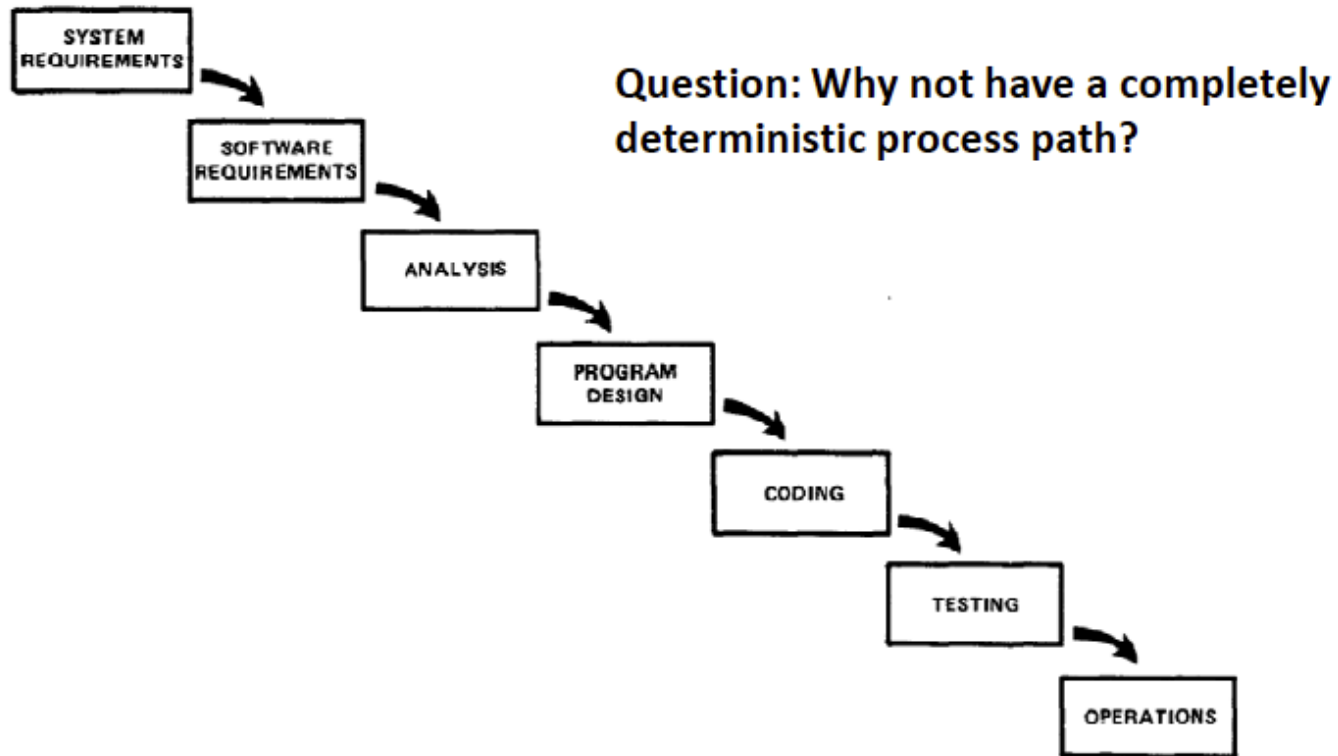 SYSTEM
REQUIREMENTS
Question: Why not have a completely
deterministic process path?
SOFTWARE
REQUIREMENTS
ANALYSIS
PROGRAM
DESIGN
CODING
TESTING
OPERATIONS